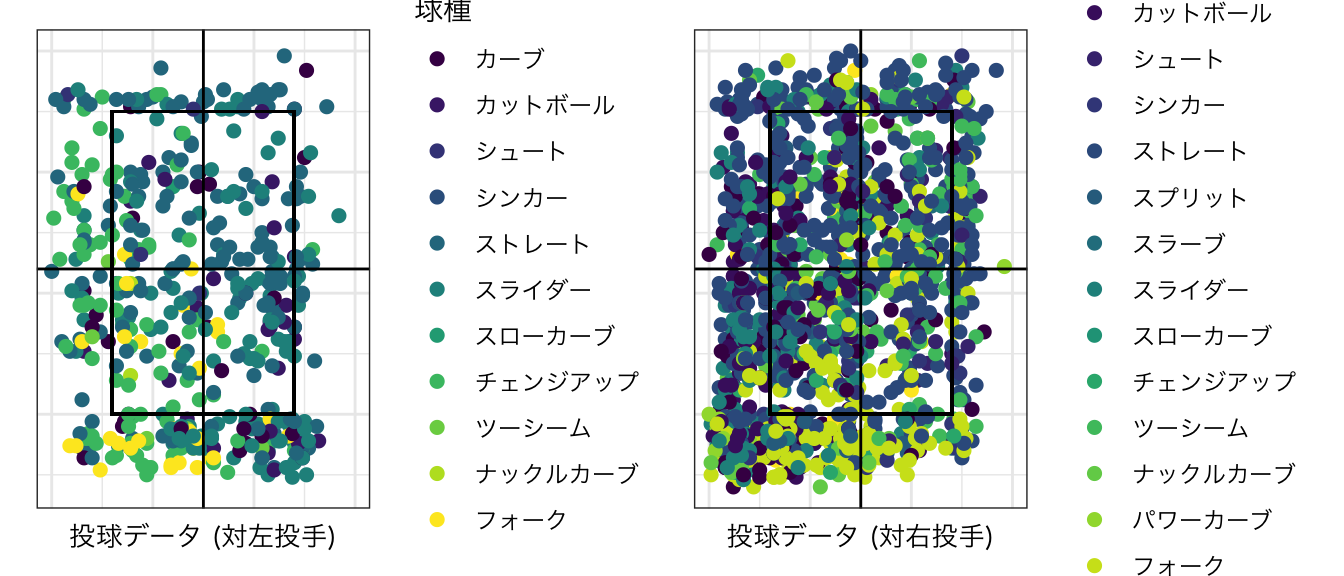 球種
カーブ
カットボール
シュート
シンカー
ストレート
スライダー
スローカーブ
チェンジアップ
ツーシーム
ナックルカーブ
フォーク
投球データ (対左投手)
カットボール
シュート
シンカー
ストレート
スプリット
スラーブ
スライダー
スローカーブ
チェンジアップ
ツーシーム
ナックルカーブ
パワーカーブ
フォーク
投球データ (対右投手)